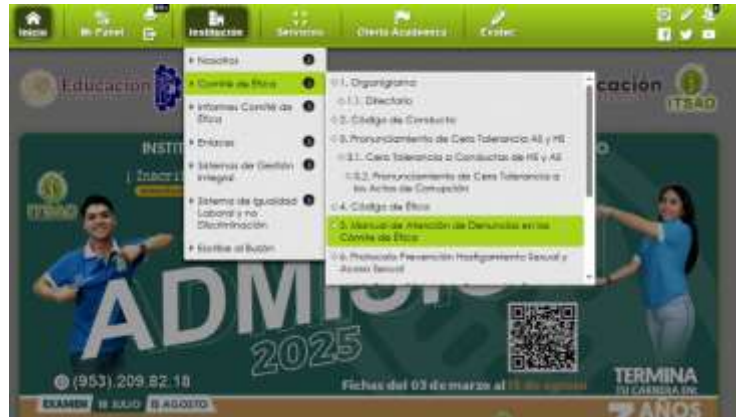 Inicio
Mi Panel
Institución
Servicios
Oferta Académica
Nosotros
Comité de Ética
Informes Comité de
Ética
Enlaces
Sistemas de Gestión
Integral
Sistema de Igualdad
Laboral y no
Discriminación
Escribe al Buzón
1. Organigrama
1.1. Directorio
2. Código de Conducta
3. Pronunciamiento de Cero Tolerancia AS y HS
3.1. Cero Tolerancia a Conductas de HS y AS
3.2. Pronunciamiento de Cero Tolerancia a
los Actos de Corrupción
4. Código de Ética
5. Manual de Atención de Denuncias en los
Comité de Ética
6. Protocolo Prevención Hostigamiento Sexual y
Acoso Sexual
Educación
cación
ITSAO
INSTIT
O
¡Inscrí
ADMISI
2025
(953).209.82.18
Fichas del 03 de marzo al
EXAMEN 18 JULIO 15 AGOSTO
TERMINA
TU CARRERA EN:
AÑOS